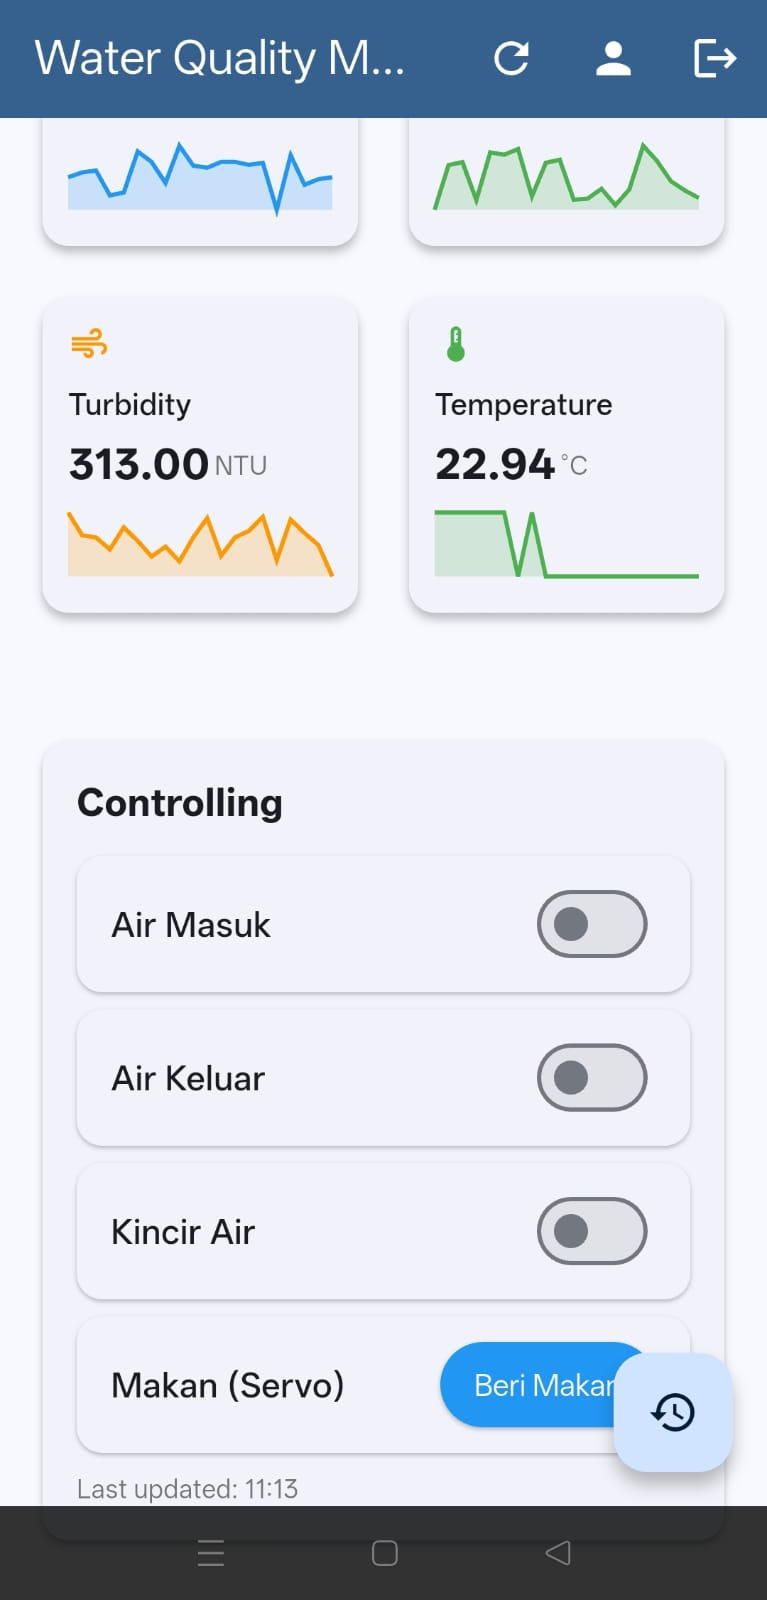 Water Quality M...
Turbidity
313.00 NTU
Temperature
22.94 °C
Controlling
Air Masuk
Air Keluar
Kincir Air
Makan (Servo)
Beri Makan
Last updated: 11:13